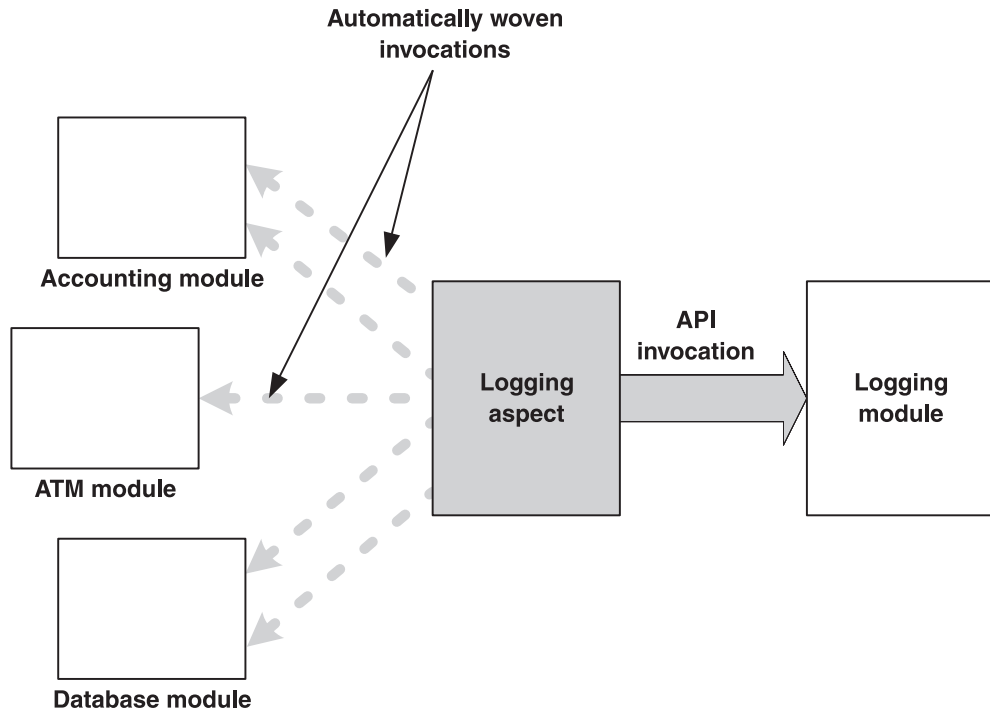 Automatically woven
invocations
Accounting module
API
invocation
Logging
aspect
Logging
module
ATM module
Database module